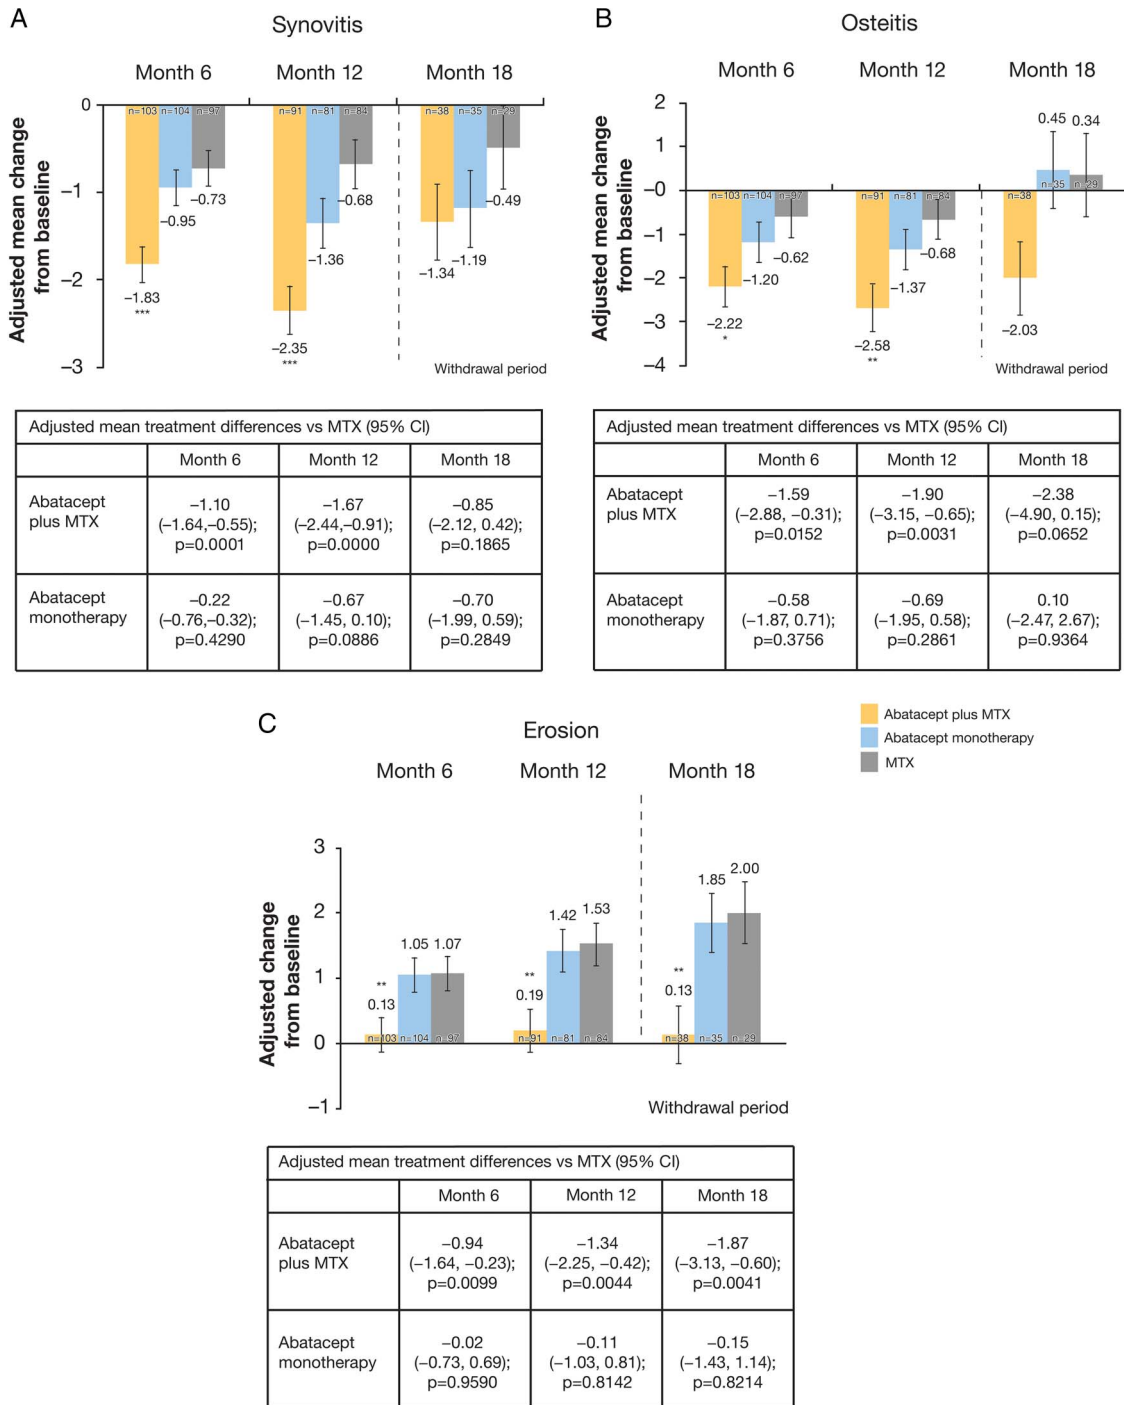 A
Synovitis
Month 6 Month 12 Month 18
Adjusted mean change
from baseline
0
−1
−2
−3
n=103 n=104 n=97
n=91 n=81 n=84
n=38 n=35 n=29
−1.83
***
−0.95
−0.73
−2.35
***
−1.36
−0.68
−1.34
−1.19
−0.49
Withdrawal period
Adjusted mean treatment differences vs MTX (95% CI)
Month 6 Month 12 Month 18
Abatacept
plus MTX
−1.10
(−1.64,−0.55);
p=0.0001
−1.67
(−2.44,−0.91);
p=0.0000
−0.85
(−2.12, 0.42);
p=0.1865
Abatacept
monotherapy
−0.22
(−0.76,−0.32);
p=0.4290
−0.67
(−1.45, 0.10);
p=0.0886
−0.70
(−1.99, 0.59);
p=0.2849
B
Osteitis
Month 6 Month 12 Month 18
Adjusted mean change
from baseline
2
1
−0
−1
−2
−3
−4
n=103 n=104 n=97
n=91 n=81 n=84
n=38 n=35 n=29
−2.22
*
−1.20
−0.62
−2.58
**
−1.37
−0.68
−2.03
0.45
0.34
Withdrawal period
Adjusted mean treatment differences vs MTX (95% CI)
Month 6 Month 12 Month 18
Abatacept
plus MTX
−1.59
(−2.88, −0.31);
p=0.0152
−1.90
(−3.15, −0.65);
p=0.0031
−2.38
(−4.90, 0.15);
p=0.0652
Abatacept
monotherapy
−0.58
(−1.87, 0.71);
p=0.3756
−0.69
(−1.95, 0.58);
p=0.2861
0.10
(−2.47, 2.67);
p=0.9364
Abatacept plus MTX
Abatacept monotherapy
MTX
C
Erosion
Month 6 Month 12 Month 18
Adjusted change
from baseline
3
2
1
0
−1
**
0.13
1.05
1.07
**
0.19
1.42
1.53
**
0.13
1.85
2.00
n=103 n=104 n=97
n=91 n=81 n=84
n=38 n=35 n=29
Withdrawal period
Adjusted mean treatment differences vs MTX (95% CI)
Month 6 Month 12 Month 18
Abatacept
plus MTX
−0.94
(−1.64, −0.23);
p=0.0099
−1.34
(−2.25, −0.42);
p=0.0044
−1.87
(−3.13, −0.60);
p=0.0041
Abatacept
monotherapy
−0.02
(−0.73, 0.69);
p=0.9590
−0.11
(−1.03, 0.81);
p=0.8142
−0.15
(−1.43, 1.14);
p=0.8214